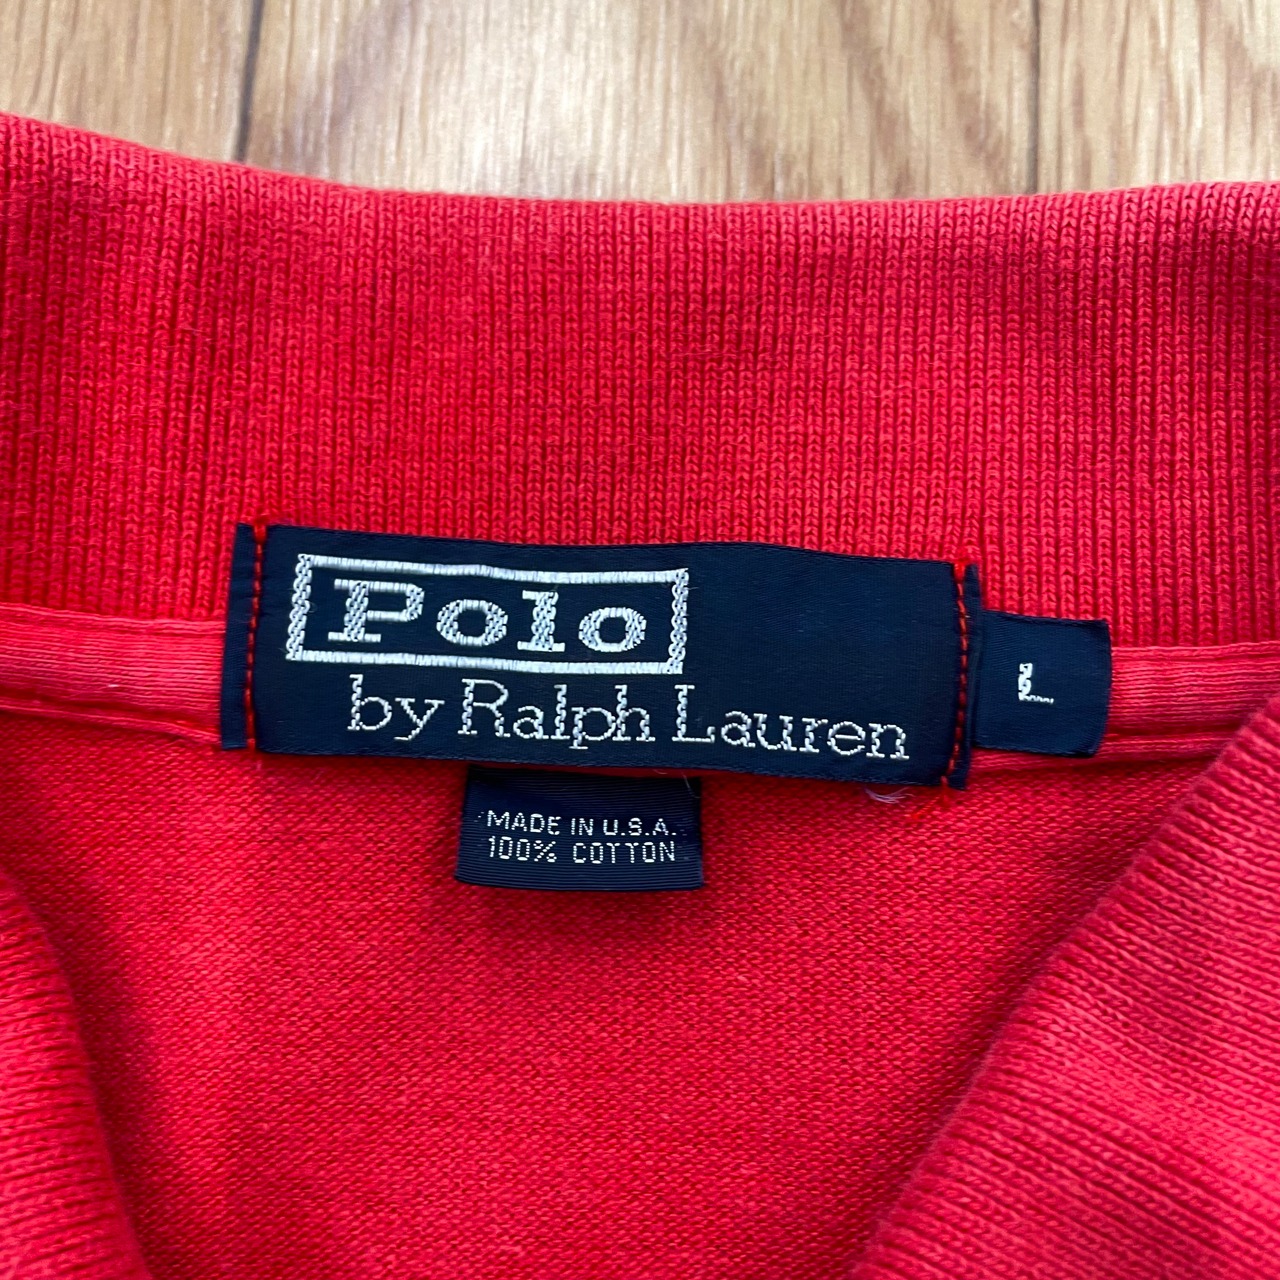 Polo
by Ralph Lauren
L
MADE IN U.S.A.
100% COTTON